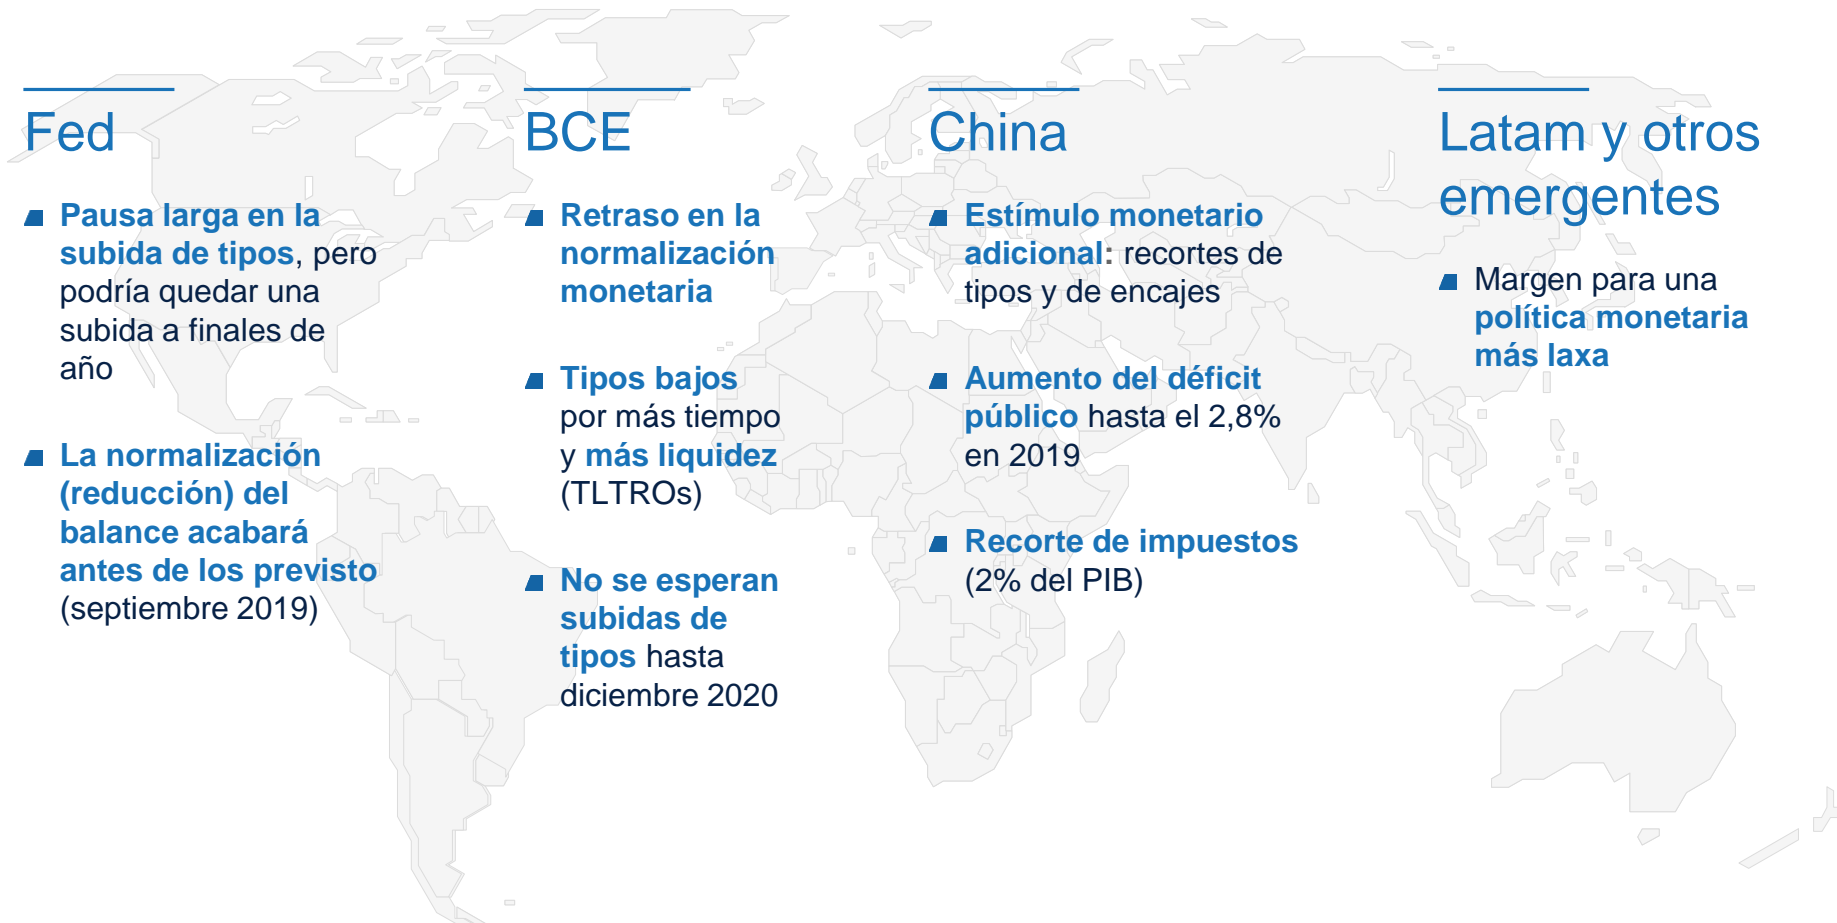 Fed
Pausa larga en la
subida de tipos, pero
podría quedar una
subida a finales de
año
La normalización
(reducción) del
balance acabará
antes de los previsto
(septiembre 2019)
BCE
Retraso en la
normalización
monetaria
Tipos bajos
por más tiempo
y más liquidez
(TLTROs)
No se esperan
subidas de
tipos hasta
diciembre 2020
China
Estímulo monetario
adicional: recortes de
tipos y de encajes
Aumento del déficit
público hasta el 2,8%
en 2019
Recorte de impuestos
(2% del PIB)
Latam y otros
emergentes
Margen para una
política monetaria
más laxa